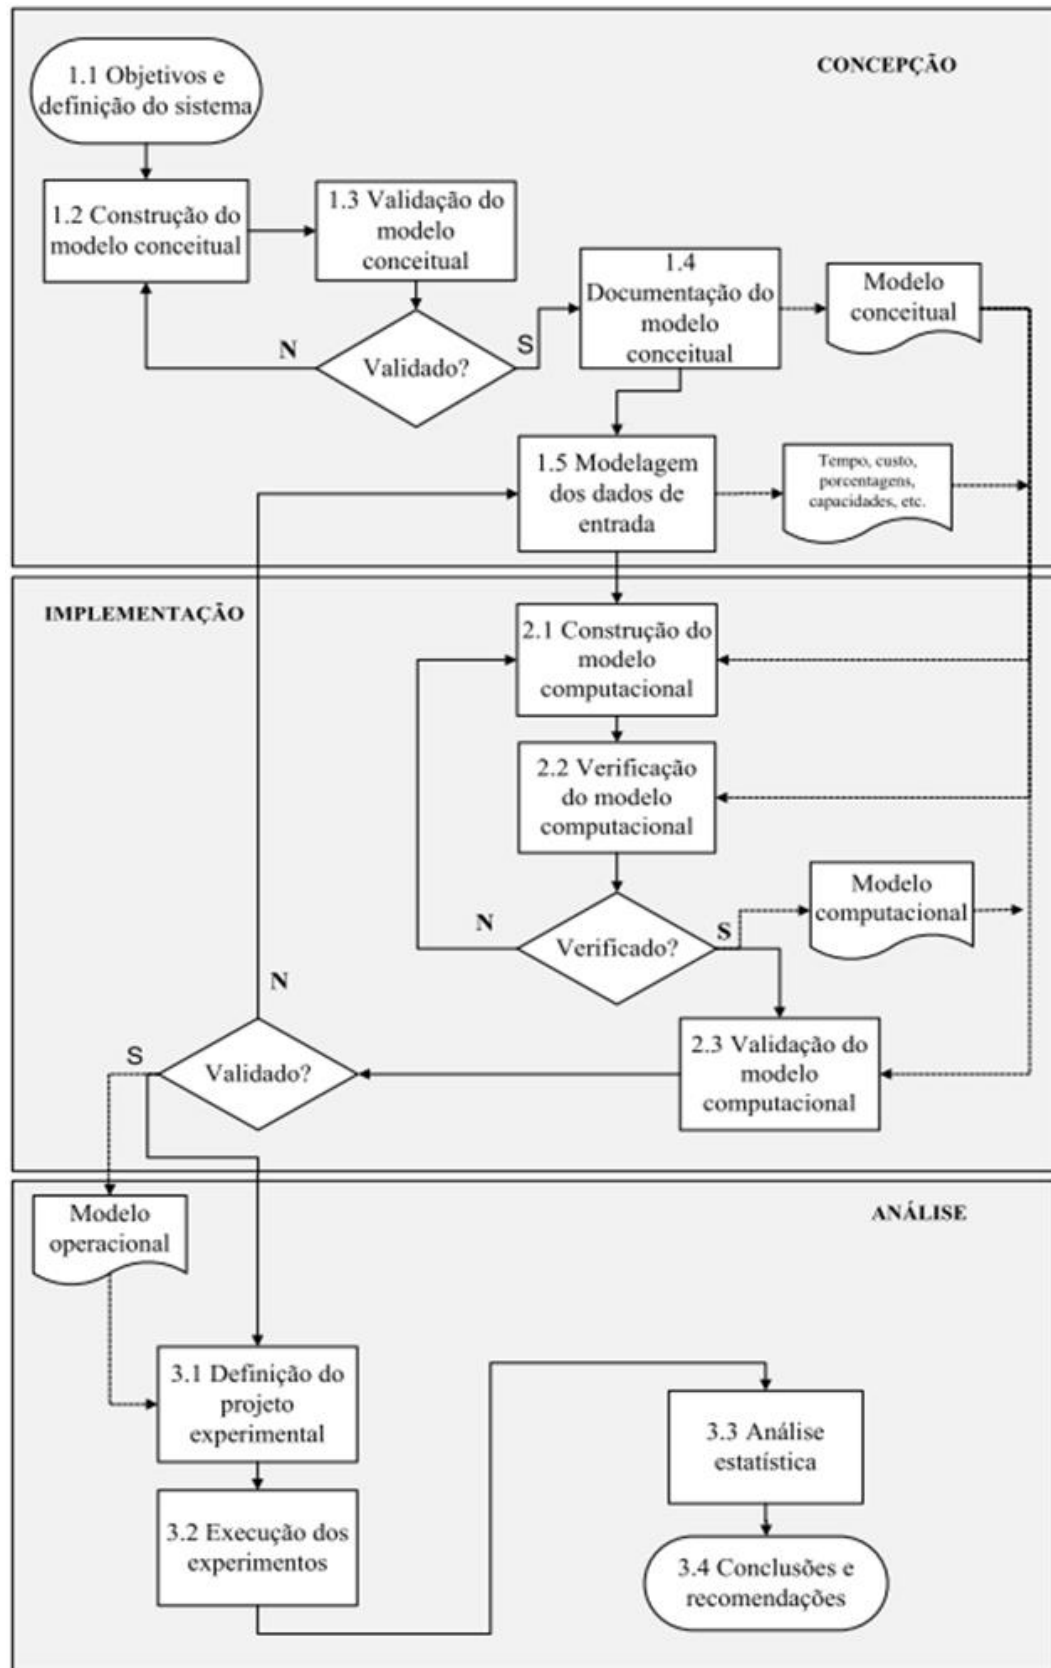 CONCEPÇÃO
1.1 Objetivos e
definição do sistema
1.2 Construção do
modelo conceitual
1.3 Validação do
modelo
conceitual
Validado?
N
S
1.4
Documentação do
modelo
conceitual
Modelo
conceitual
1.5 Modelagem
dos dados de
entrada
Tempo, custo,
porcentagens,
capacidades, etc.
IMPLEMENTAÇÃO
2.1 Construção do
modelo
computacional
2.2 Verificação
do modelo
computacional
Verificado?
N
S
Modelo
computacional
2.3 Validação do
modelo
computacional
Validado?
N
S
ANÁLISE
Modelo
operacional
3.1 Definição do
projeto
experimental
3.2 Execução dos
experimentos
3.3 Análise
estatística
3.4 Conclusões e
recomendações